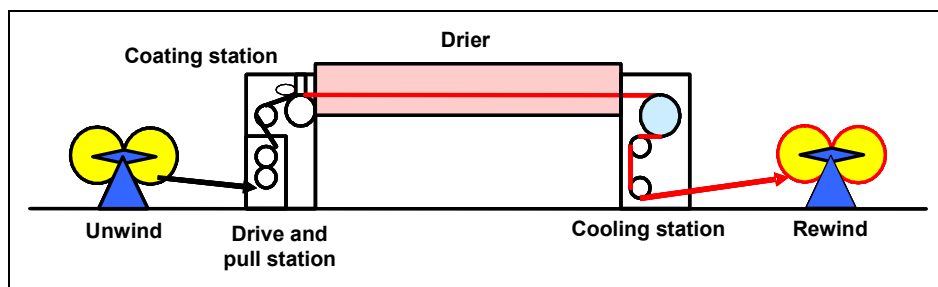 Drier
Coating station
Unwind
Drive and
pull station
Cooling station
Rewind